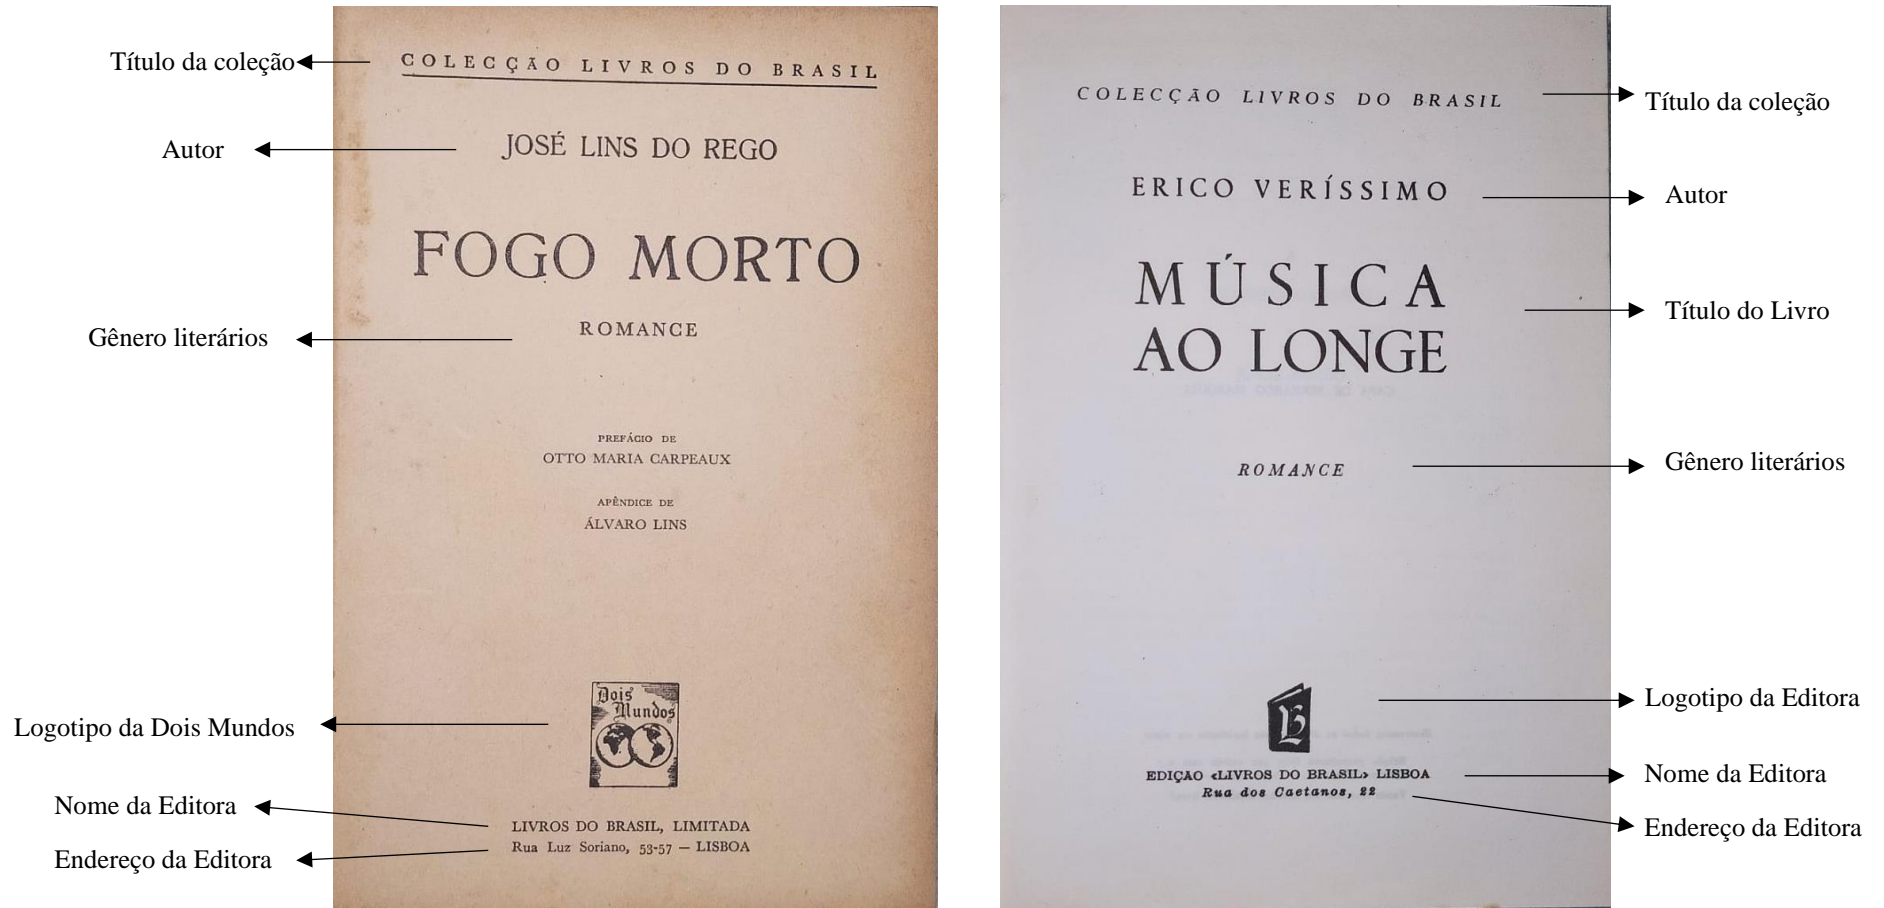 Título da coleção
Autor
Gênero literários
Logotipo da Dois Mundos
Nome da Editora
Endereço da Editora
COLECÇÃO LIVROS DO BRASIL
JOSÉ LINS DO REGO
FOGO MORTO
ROMANCE
PREFÁCIO DE
OTTO MARIA CARPEAUX
APÊNDICE DE
ÁLVARO LINS
Dois
Mundos
LIVROS DO BRASIL, LIMITADA
Rua Luz Soriano, 53-57 — LISBOA
COLECÇÃO LIVROS DO BRASIL
ERICO VERÍSSIMO
MÚSICA
AO LONGE
ROMANCE
LB
EDIÇÃO «LIVROS DO BRASIL» LISBOA
Rua dos Caetanos, 22
Título da coleção
Autor
Título do Livro
Gênero literários
Logotipo da Editora
Nome da Editora
Endereço da Editora